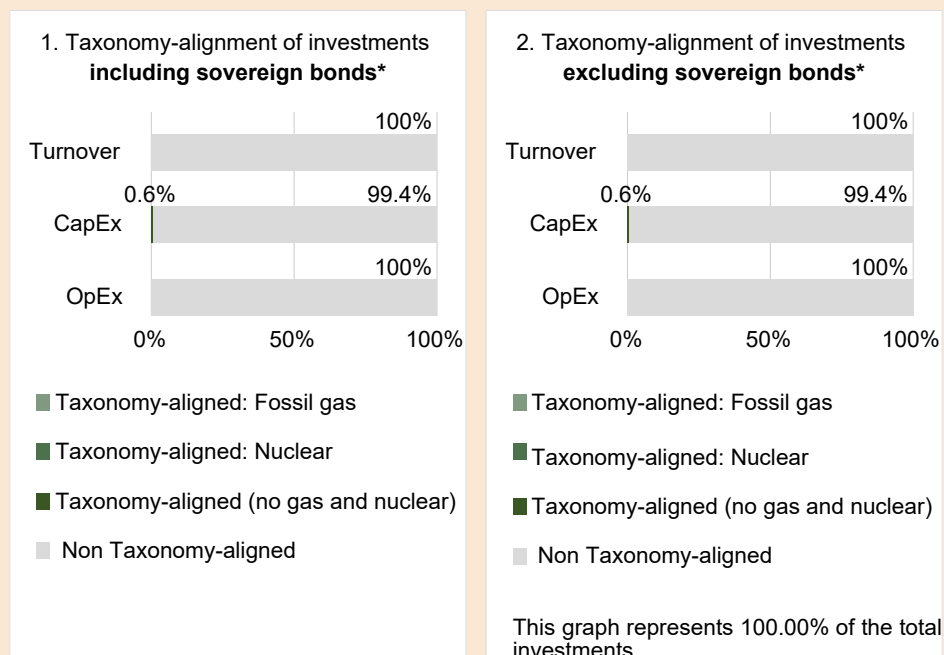 1. Taxonomy-alignment of investments
including sovereign bonds*
100%
Turnover
0.6% 99.4%
CapEx
100%
OpEx
0% 50% 100%
Taxonomy-aligned: Fossil gas
Taxonomy-aligned: Nuclear
Taxonomy-aligned (no gas and nuclear)
Non Taxonomy-aligned
2. Taxonomy-alignment of investments
excluding sovereign bonds*
100%
Turnover
0.6% 99.4%
CapEx
100%
OpEx
0% 50% 100%
Taxonomy-aligned: Fossil gas
Taxonomy-aligned: Nuclear
Taxonomy-aligned (no gas and nuclear)
Non Taxonomy-aligned
This graph represents 100.00% of the total
investments